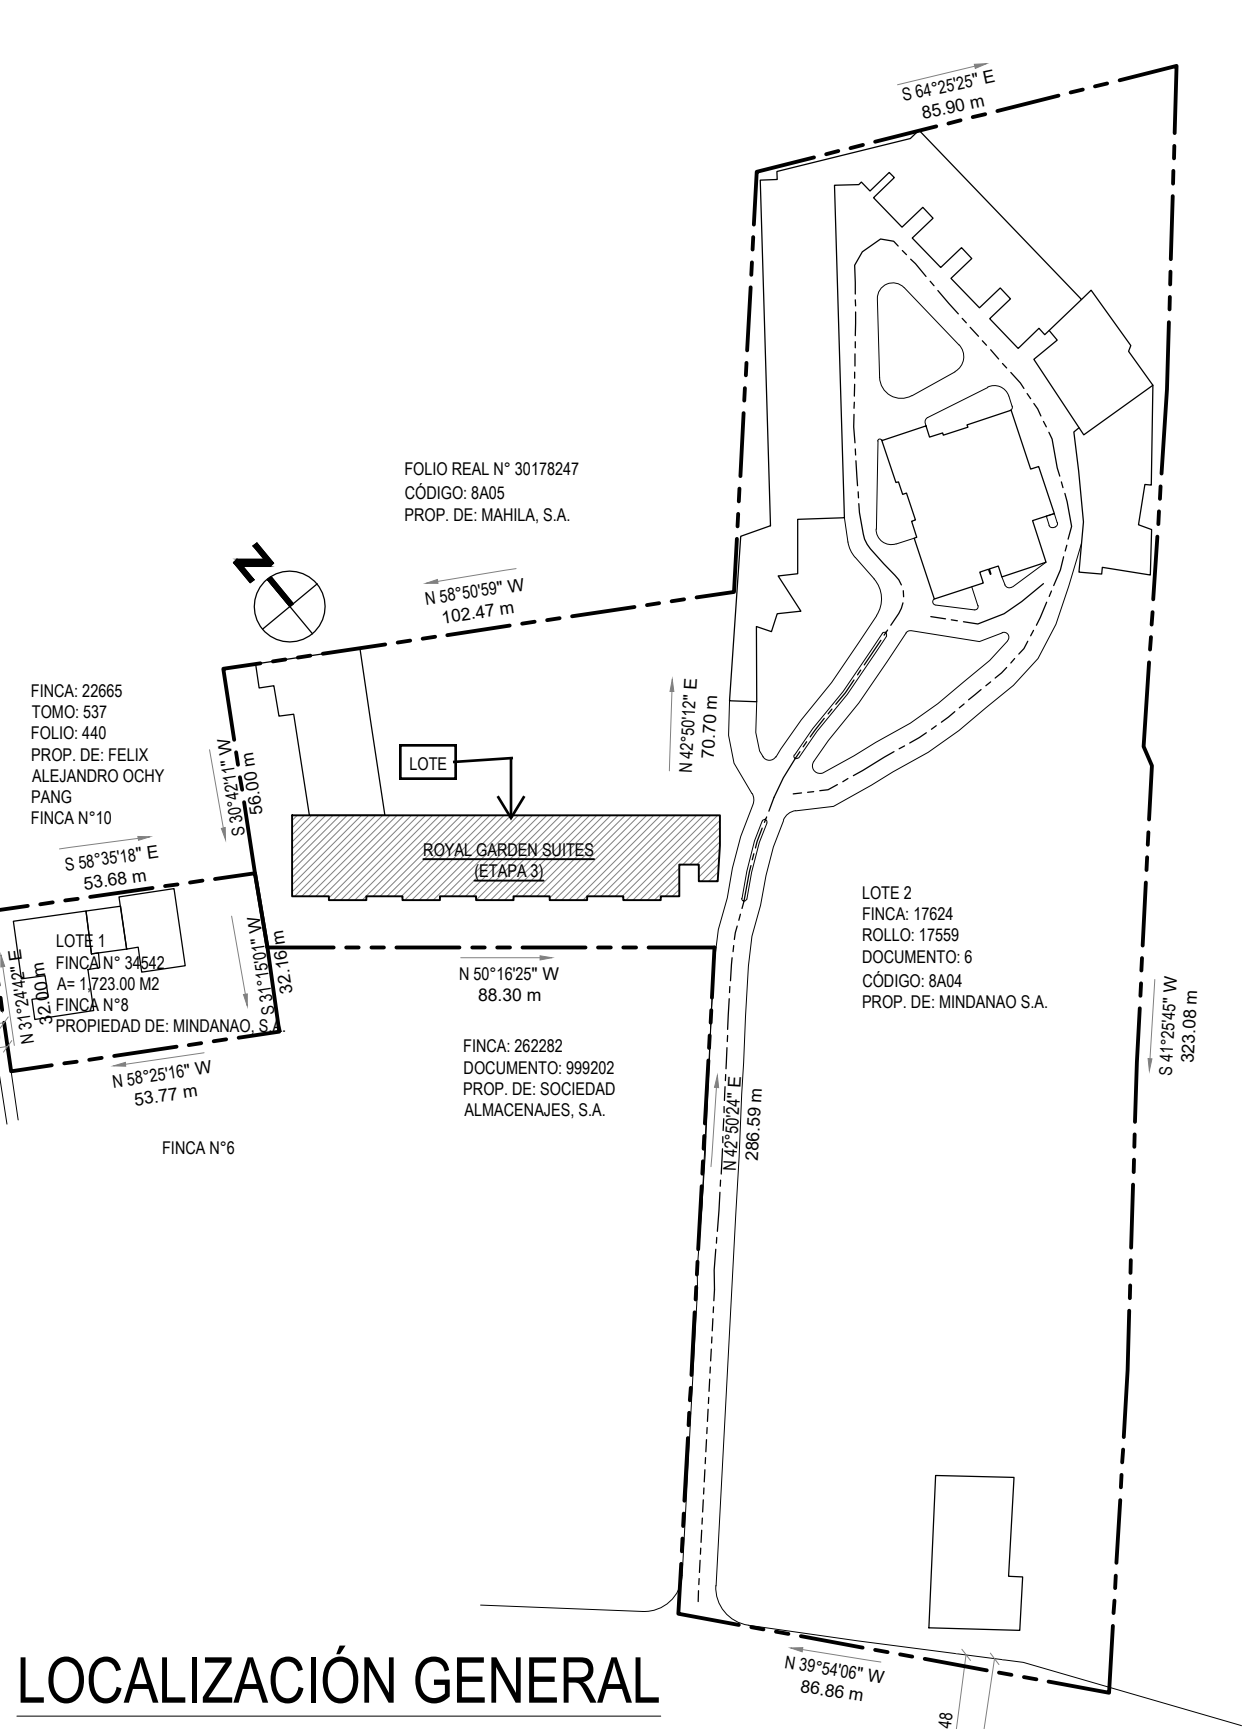 S 64°25'25" E
85.90 m
FOLIO REAL N° 30178247
CÓDIGO: 8A05
PROP. DE: MAHILA, S.A.
N
N 58°50'59" W
102.47 m
FINCA: 22665
TOMO: 537
FOLIO: 440
PROP. DE: FELIX
ALEJANDRO OCHY
PANG
FINCA N°10
S 30°42'11" W
56.00 m
N 42°50'12" E
70.70 m
LOTE
ROYAL GARDEN SUITES
(ETAPA 3)
S 58°35'18" E
53.68 m
LOTE 1
FINCA N° 34542
A= 1,723.00 M2
FINCA N°8
PROPIEDAD DE: MINDANAO, S.A.
N 31°24'42" E
32.00 m
S 31°15'01" W
32.16 m
N 58°25'16" W
53.77 m
FINCA N°6
N 50°16'25" W
88.30 m
FINCA: 262282
DOCUMENTO: 999202
PROP. DE: SOCIEDAD
ALMACENAJES, S.A.
LOTE 2
FINCA: 17624
ROLLO: 17559
DOCUMENTO: 6
CÓDIGO: 8A04
PROP. DE: MINDANAO S.A.
S 41°25'45" W
323.08 m
N 42°50'24" E
286.59 m
N 39°54'06" W
86.86 m
48
LOCALIZACIÓN GENERAL